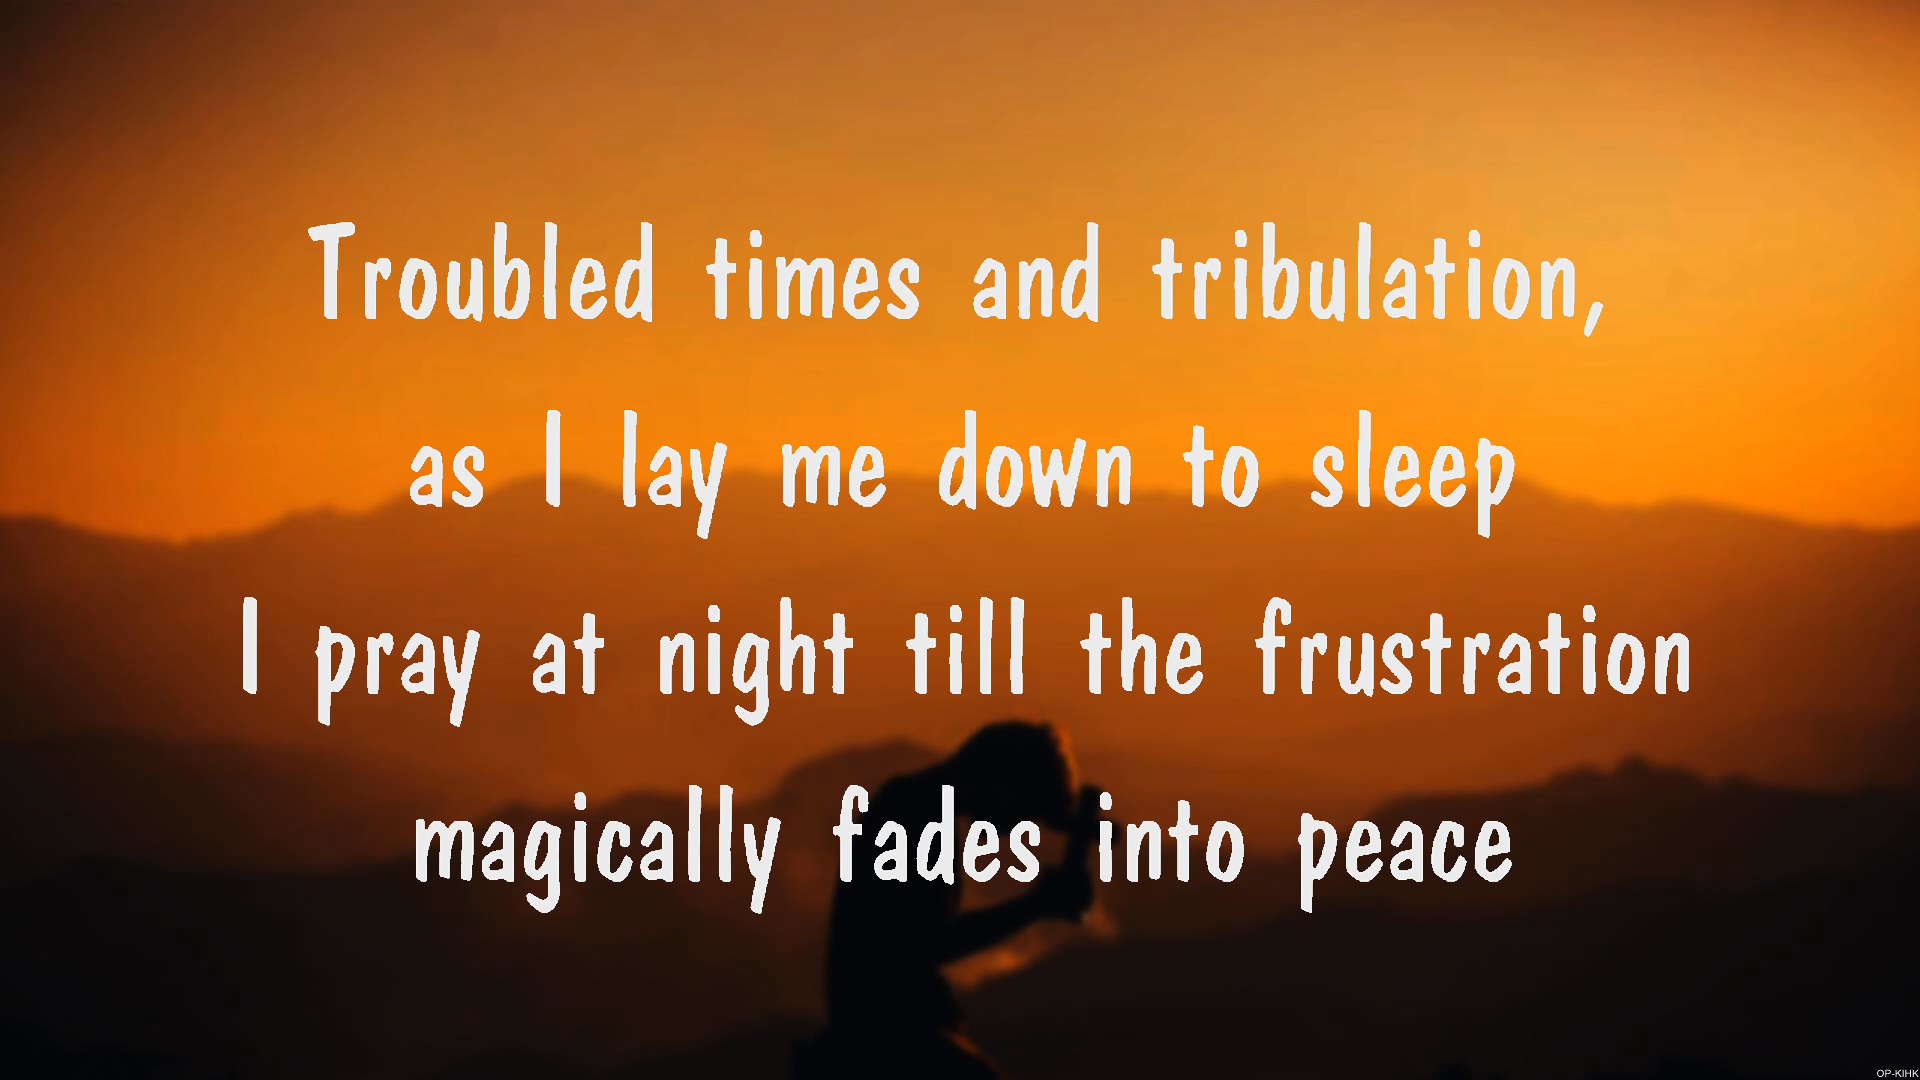 Troubled times and tribulation,
as I lay me down to sleep
I pray at night till the frustration
magically fades into peace
OP-KIHK